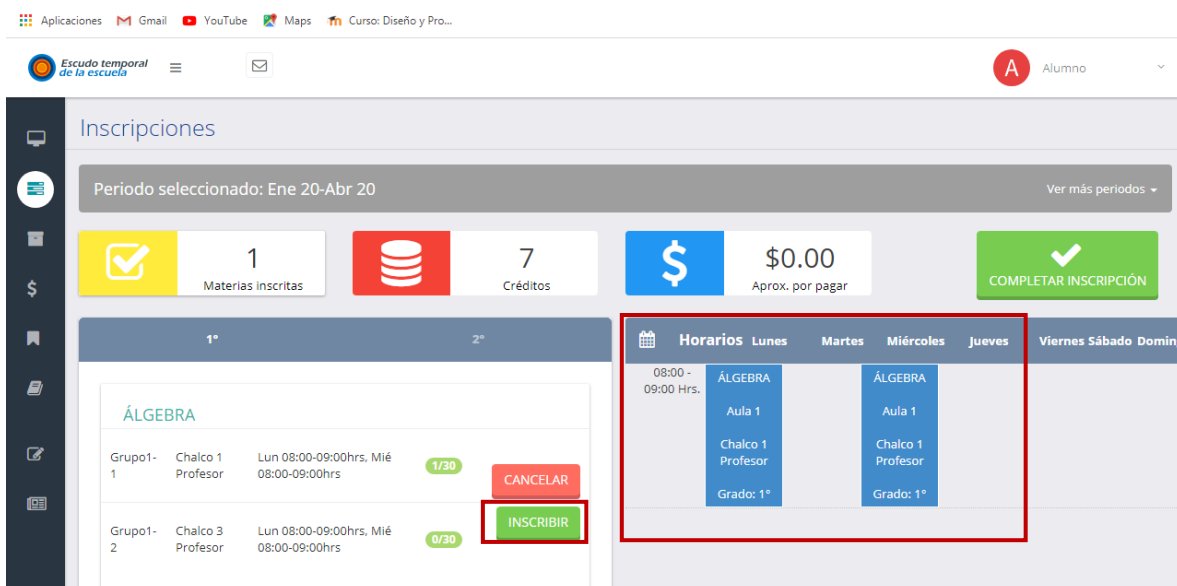 Aplicaciones Gmail YouTube Maps Curso: Diseño y Pro...
Escudo temporal
de la escuela
A Alumno
Inscripciones
Periodo seleccionado: Ene 20-Abr 20 Ver más periodos
1
Materias inscritas
7
Créditos
$
$0.00
Aprox. por pagar
COMPLETAR INSCRIPCIÓN
$
1° 2°
ÁLGEBRA
Grupo1-
1
Chalco 1
Profesor
Lun 08:00-09:00hrs, Mié
08:00-09:00hrs
1/30
CANCELAR
Grupo1-
2
Chalco 3
Profesor
Lun 08:00-09:00hrs, Mié
08:00-09:00hrs
0/30
INSCRIBIR
Horarios Lunes Martes Miércoles Jueves Viernes Sábado Domin
08:00 -
09:00 Hrs.
ÁLGEBRA
Aula 1
Chalco 1
Profesor
Grado: 1°
ÁLGEBRA
Aula 1
Chalco 1
Profesor
Grado: 1°